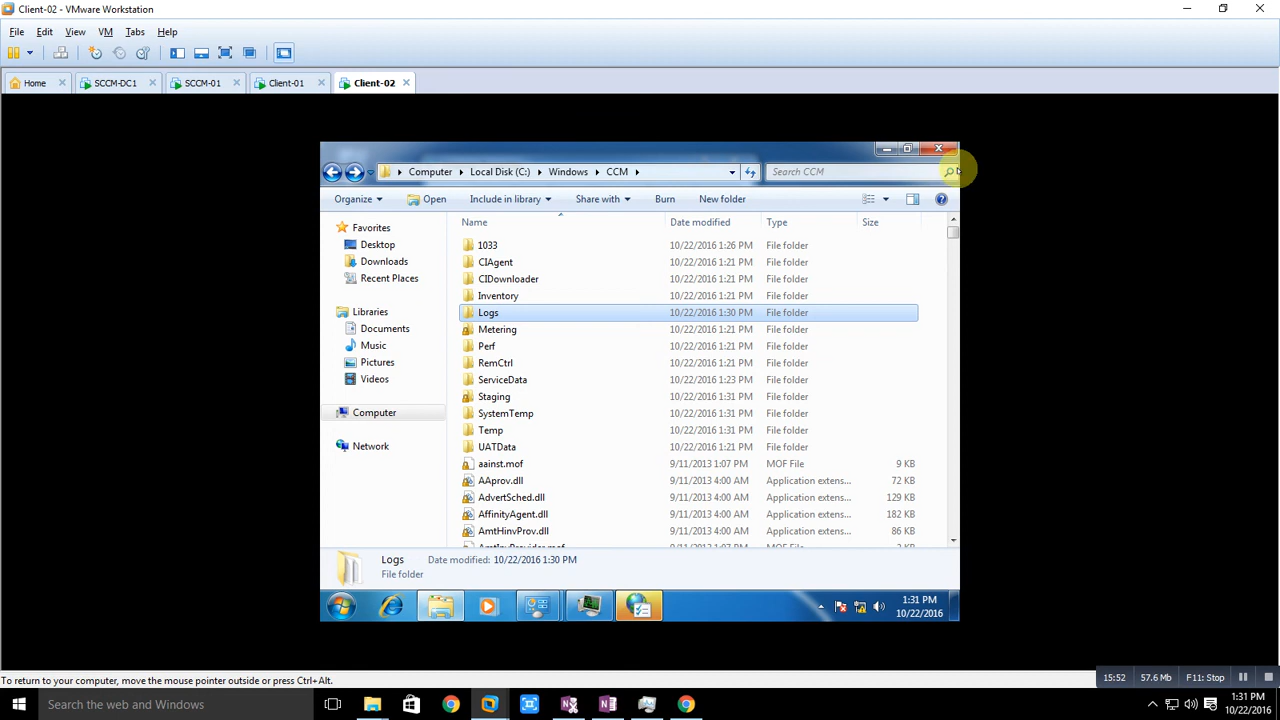 Client-02 - VMware Workstation
File Edit View VM Tabs Help
Home SCCM-DC1 SCCM-01 Client-01 Client-02
Computer Local Disk (C:) Windows CCM Search CCM
Organize Open Include in library Share with Burn New folder
Name Date modified Type Size
Favorites
Desktop
Downloads
Recent Places
Libraries
Documents
Music
Pictures
Videos
Computer
Network
1033 10/22/2016 1:26 PM File folder
CIAgent 10/22/2016 1:21 PM File folder
CIDownloader 10/22/2016 1:21 PM File folder
Inventory 10/22/2016 1:21 PM File folder
Logs 10/22/2016 1:30 PM File folder
Metering 10/22/2016 1:21 PM File folder
Perf 10/22/2016 1:21 PM File folder
RemCtrl 10/22/2016 1:21 PM File folder
ServiceData 10/22/2016 1:23 PM File folder
Staging 10/22/2016 1:31 PM File folder
SystemTemp 10/22/2016 1:31 PM File folder
Temp 10/22/2016 1:31 PM File folder
UATData 10/22/2016 1:21 PM File folder
aainst.mof 9/11/2013 1:07 PM MOF File 9 KB
AAprov.dll 9/11/2013 4:00 AM Application extens... 72 KB
AdvertSched.dll 9/11/2013 4:00 AM Application extens... 129 KB
AffinityAgent.dll 9/11/2013 4:00 AM Application extens... 182 KB
AmtHinvProv.dll 9/11/2013 4:00 AM Application extens... 86 KB
Logs Date modified: 10/22/2016 1:30 PM
File folder
1:31 PM
10/22/2016
To return to your computer, move the mouse pointer outside or press Ctrl+Alt.
15:52 57.6 Mb F11: Stop
Search the web and Windows
1:31 PM
10/22/2016